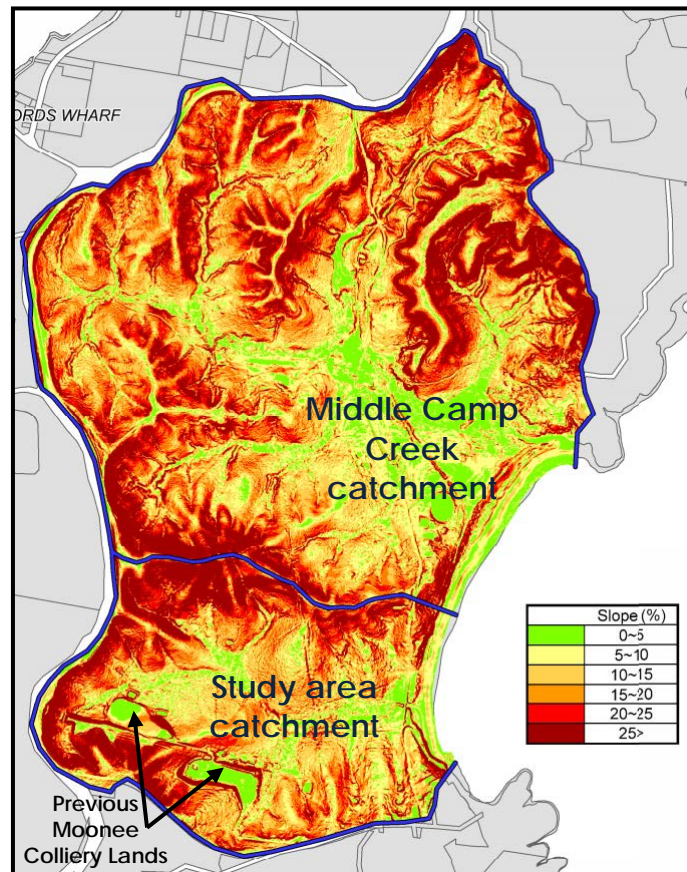 ORDS WHARF
Middle Camp
Creek
catchment
Study area
catchment
Previous
Moonee
Colliery Lands
Slope (%)
0~5
5~10
10~15
15~20
20~25
25>